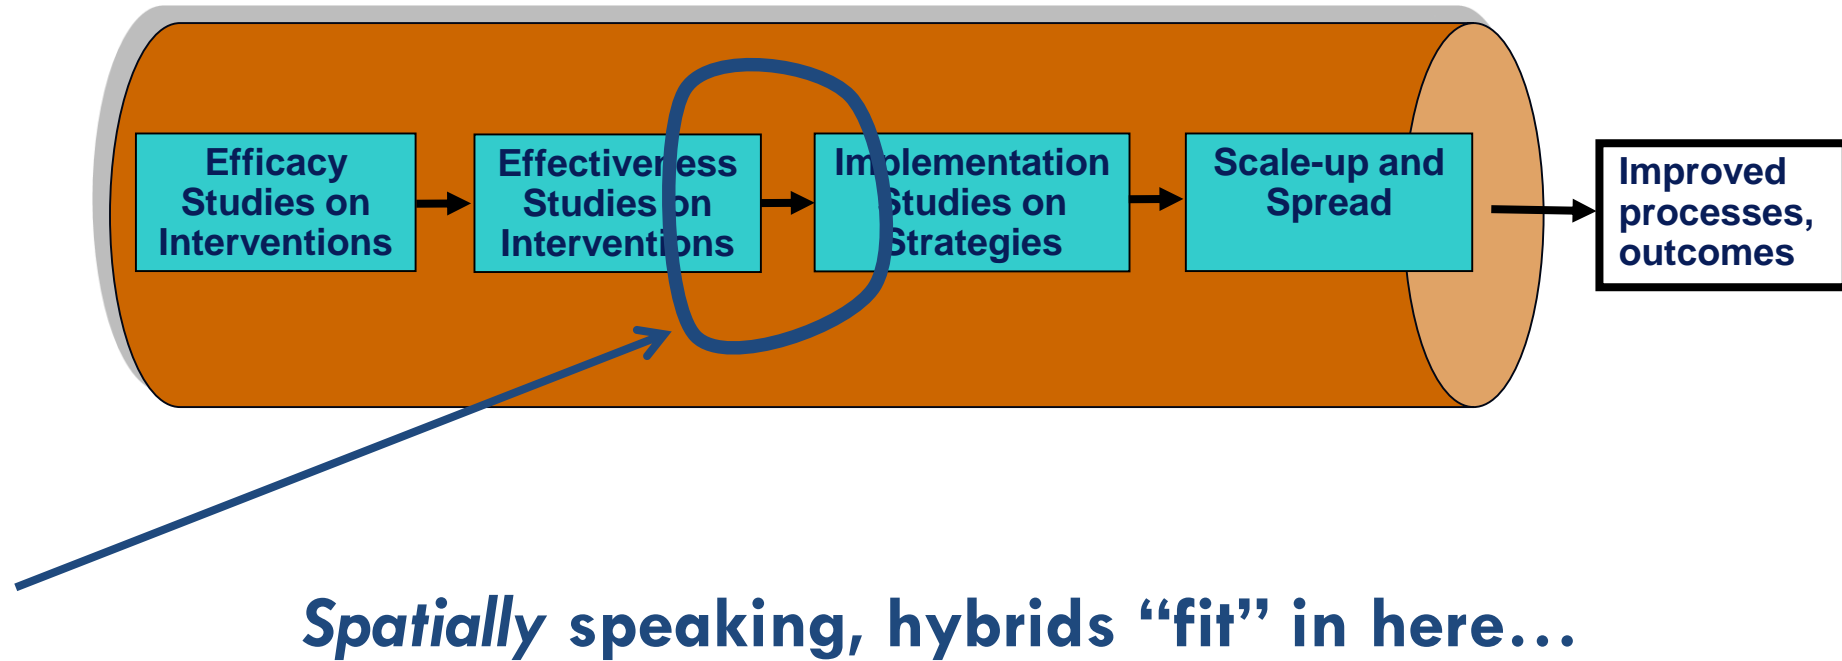 Efficacy
Studies on
Interventions
Effectiveness
Studies on
Interventions
Implementation
Studies on
Strategies
Scale-up and
Spread
Improved
processes,
outcomes
Spatially speaking, hybrids “fit” in here…